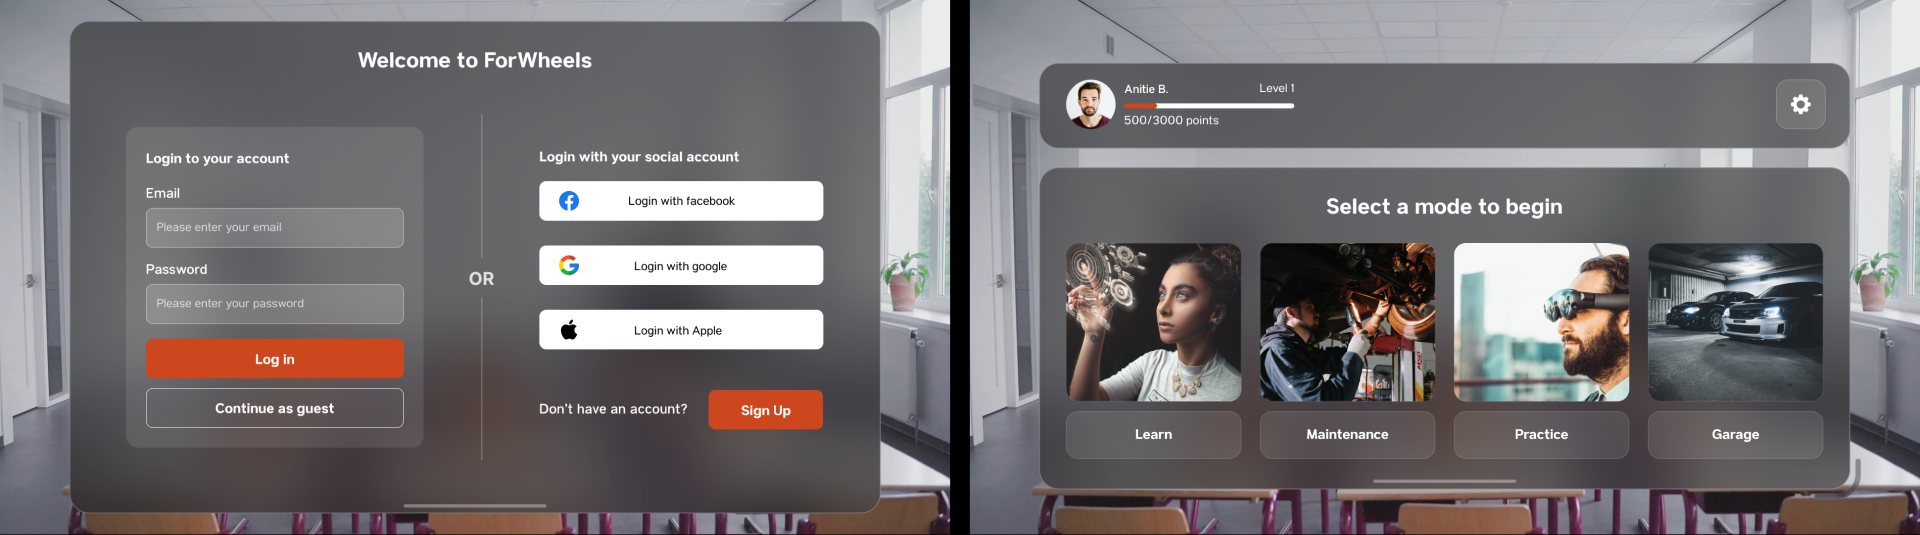 Welcome to ForWheels
Login to your account
Email
Please enter your email
Password
Please enter your password
Log in
Continue as guest
OR
Login with your social account
Login with facebook
Login with google
Login with Apple
Don't have an account?
Sign Up
Anitie B.
Level 1
500/3000 points
Select a mode to begin
Learn
Maintenance
Practice
Garage